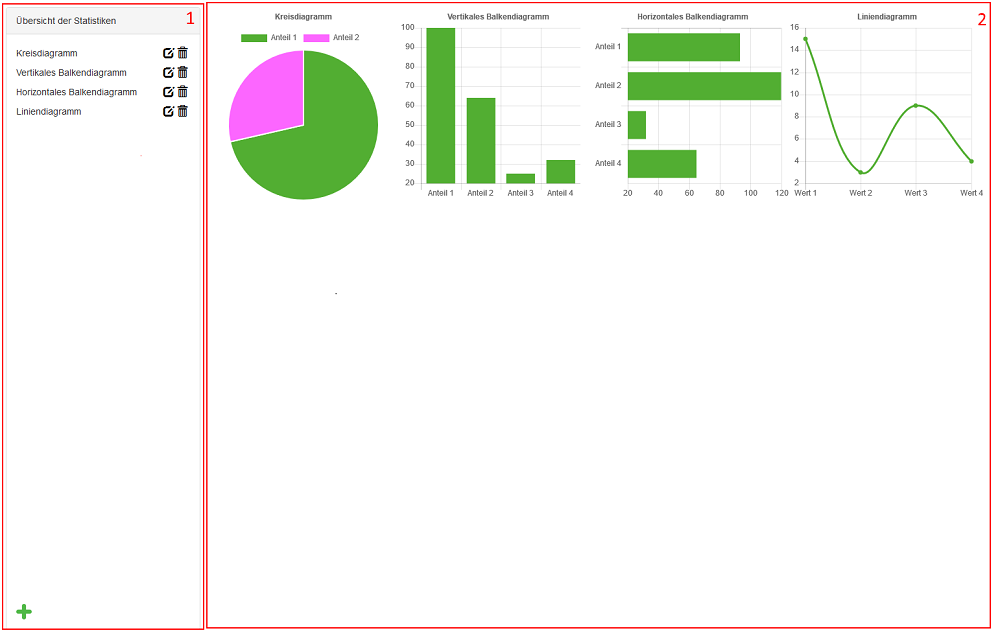 Übersicht der Statistiken 1
Kreisdiagramm
Vertikales Balkendiagramm
Horizontales Balkendiagramm
Liniendiagramm
2
Kreisdiagramm
Anteil 1 Anteil 2
Vertikales Balkendiagramm
100
90
80
70
60
50
40
30
20
Anteil 1 Anteil 2 Anteil 3 Anteil 4
Horizontales Balkendiagramm
Anteil 1
Anteil 2
Anteil 3
Anteil 4
20 40 60 80 100 120
Liniendiagramm
16
14
12
10
8
6
4
2
Wert 1 Wert 2 Wert 3 Wert 4